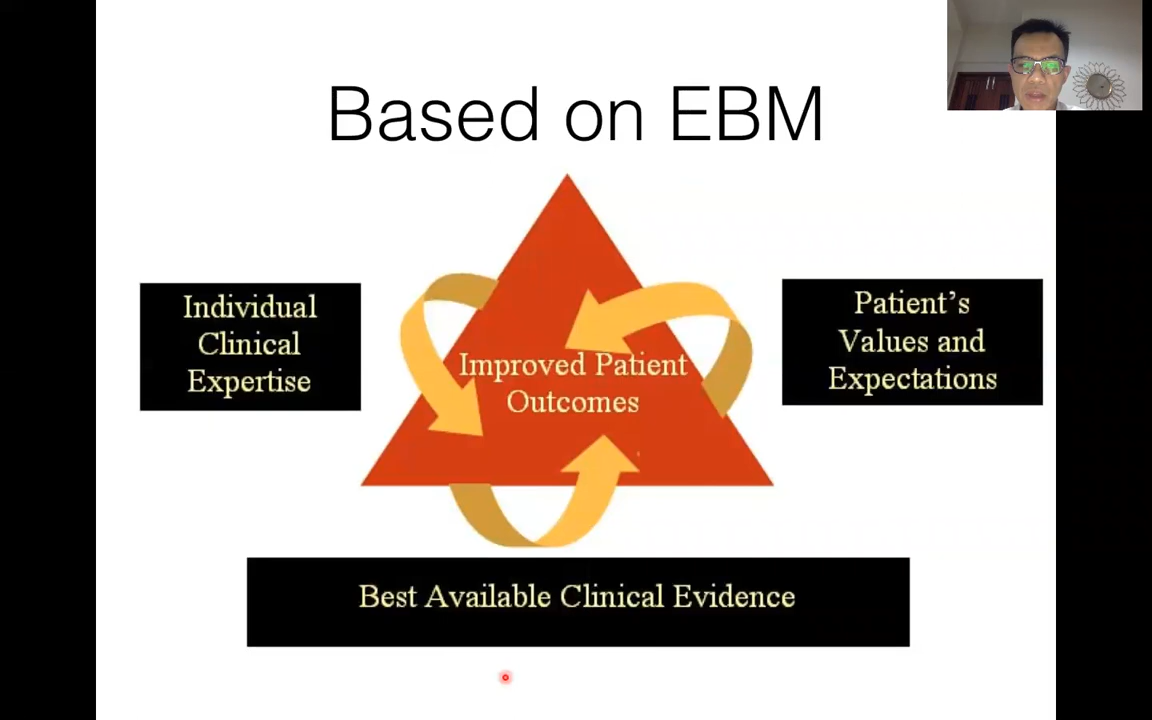 Based on EBM
Individual
Clinical
Expertise
Patient’s
Values and
Expectations
Improved Patient
Outcomes
Best Available Clinical Evidence